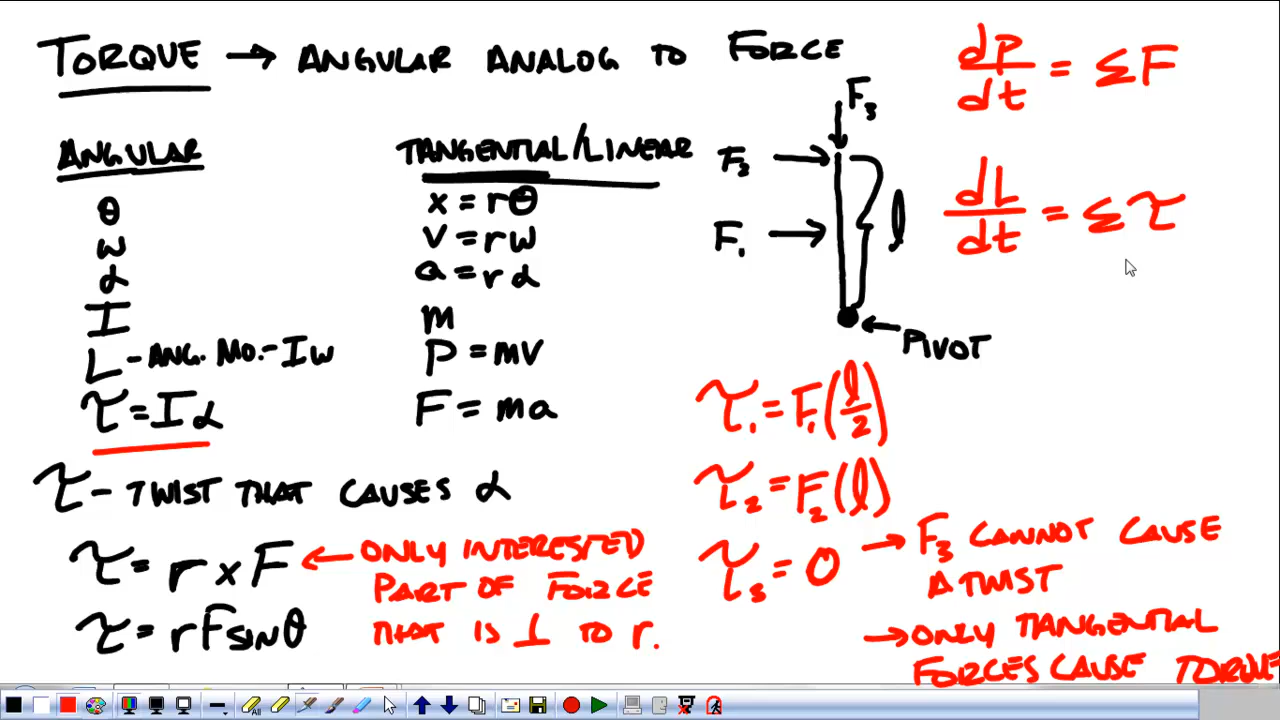 TORQUE → ANGULAR ANALOG TO FORCE
ANGULAR
θ
ω
α
I
L - ANG. MO. - Iω
τ = Iα
TANGENTIAL/LINEAR
x = rθ
v = rω
a = rα
m
P = mv
F = ma
τ - TWIST THAT CAUSES α
τ = r x F ← ONLY INTERESTED
PART OF FORCE
THAT IS ⊥ TO r.
τ = rF sin θ
F₃
F₂
F₁
l
← PIVOT
dP/dt = ΣF
dL/dt = Στ
τ₁ = F₁(l/2)
τ₂ = F₂(l)
τ₃ = 0 → F₃ CANNOT CAUSE
A TWIST
→ ONLY TANGENTIAL
FORCES CAUSE TORQUE
All